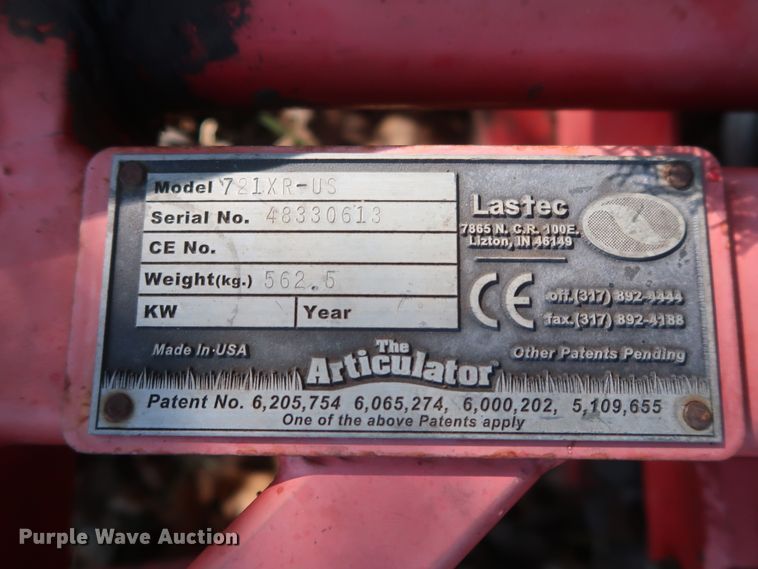 Model 721XR-US
Serial No. 48330613
CE No.
Weight(kg.) 562.5
KW Year
Lastec
7865 N. C.R. 100E.
Lizton, IN 46149
CE
off.(317) 892-4444
fax.(317) 892-4188
Made In-USA
The
Articulator
Other Patents Pending
Patent No. 6,205,754 6,065,274, 6,000,202, 5,109,655
One of the above Patents apply
Purple Wave Auction